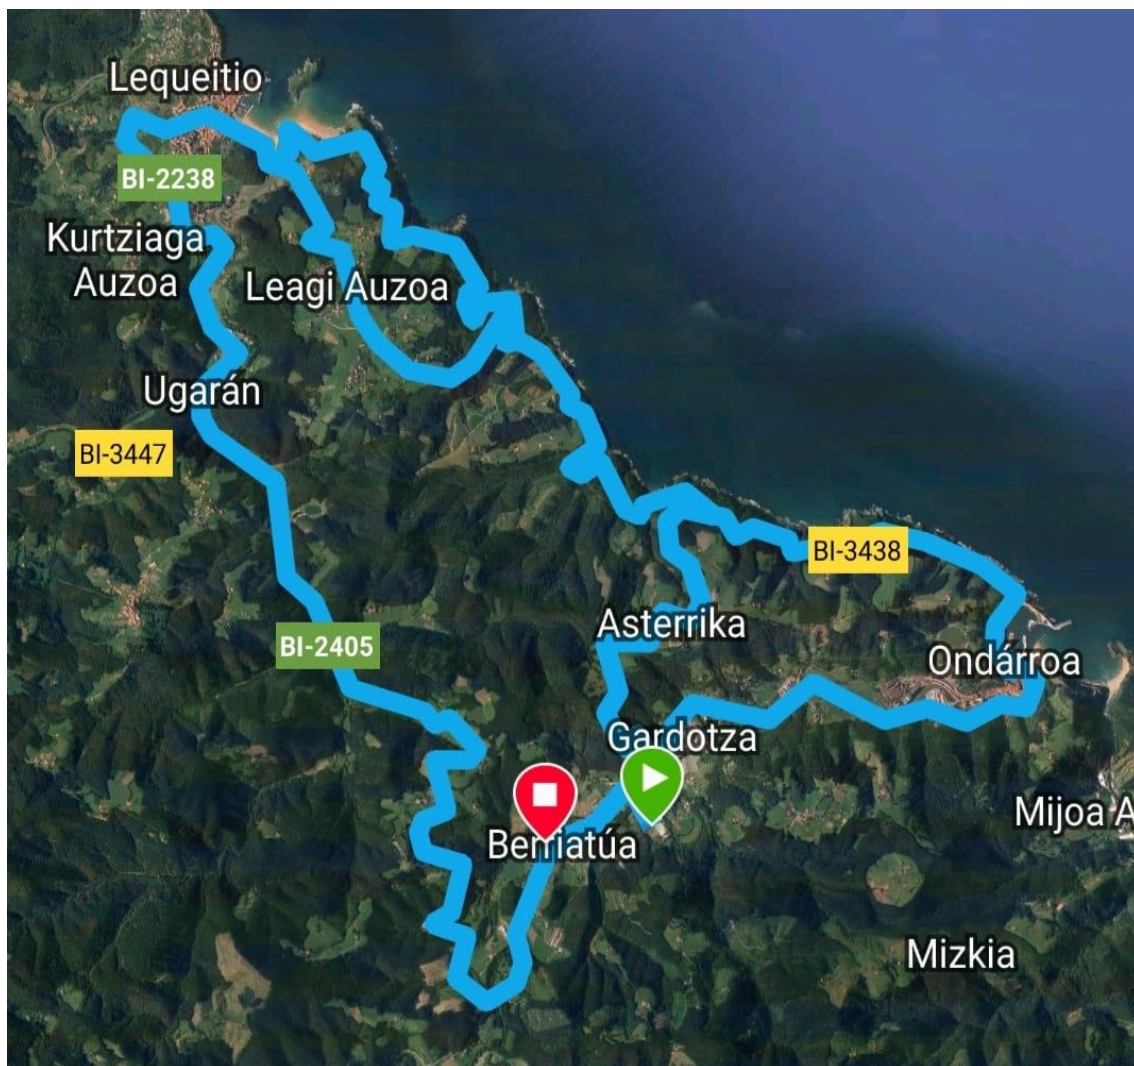 Lequeitio
BI-2238
Kurtziaga
Auzoa
Leagi Auzoa
Ugarán
BI-3447
BI-3438
Asterrika
BI-2405
Ondárroa
Gardotza
Mijoa A
Berriatúa
Mizkia